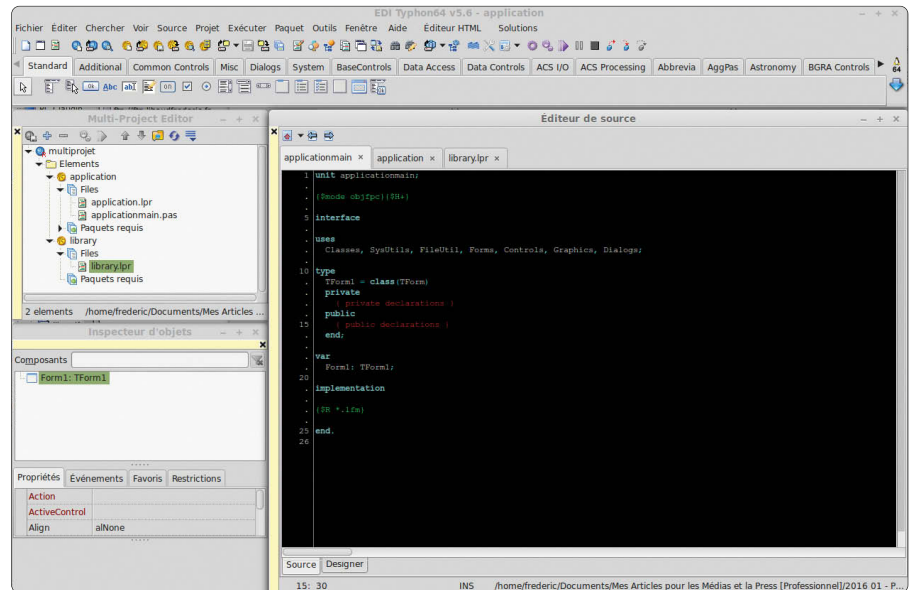 EDI Typhon64 v5.6 - application
Fichier Éditer Chercher Voir Source Projet Exécuter Paquet Outils Fenêtre Aide Éditeur HTML Solutions
Standard Additional Common Controls Misc Dialogs System BaseControls Data Access Data Controls ACS I/O ACS Processing Abbrevia AggPas Astronomy BGRA Controls
Multi-Project Editor
multiprojet
Elements
application
Files
application.lpr
applicationmain.pas
Paquets requis
library
Files
library.lpr
Paquets requis
2 elements /home/frederic/Documents/Mes Articles ...
Inspecteur d'objets
Composants
Form1: TForm1
Propriétés Événements Favoris Restrictions
Action
ActiveControl
Align alNone
Éditeur de source
applicationmain × application × library.lpr ×
1 unit applicationmain;
{$mode objfpc}{$H+}
5 interface
uses
Classes, SysUtils, FileUtil, Forms, Controls, Graphics, Dialogs;
10 type
TForm1 = class(TForm)
private
{ private declarations }
public
15 { public declarations }
end;
var
Form1: TForm1;
20
implementation
{$R *.lfm}
25 end.
26
Source Designer
15: 30 INS /home/frederic/Documents/Mes Articles pour les Médias et la Press [Professionnel]/2016 01 - P...